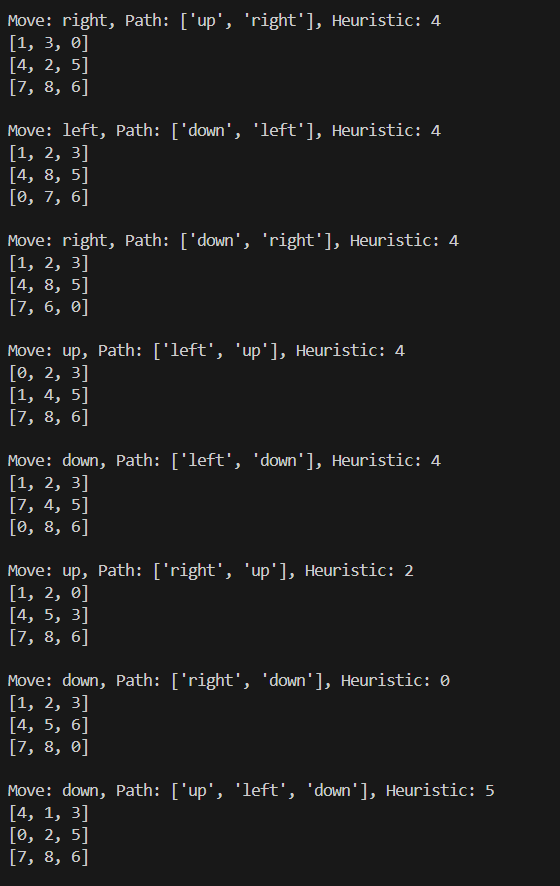 Move: right, Path: ['up', 'right'], Heuristic: 4
[1, 3, 0]
[4, 2, 5]
[7, 8, 6]
Move: left, Path: ['down', 'left'], Heuristic: 4
[1, 2, 3]
[4, 8, 5]
[0, 7, 6]
Move: right, Path: ['down', 'right'], Heuristic: 4
[1, 2, 3]
[4, 8, 5]
[7, 6, 0]
Move: up, Path: ['left', 'up'], Heuristic: 4
[0, 2, 3]
[1, 4, 5]
[7, 8, 6]
Move: down, Path: ['left', 'down'], Heuristic: 4
[1, 2, 3]
[7, 4, 5]
[0, 8, 6]
Move: up, Path: ['right', 'up'], Heuristic: 2
[1, 2, 0]
[4, 5, 3]
[7, 8, 6]
Move: down, Path: ['right', 'down'], Heuristic: 0
[1, 2, 3]
[4, 5, 6]
[7, 8, 0]
Move: down, Path: ['up', 'left', 'down'], Heuristic: 5
[4, 1, 3]
[0, 2, 5]
[7, 8, 6]